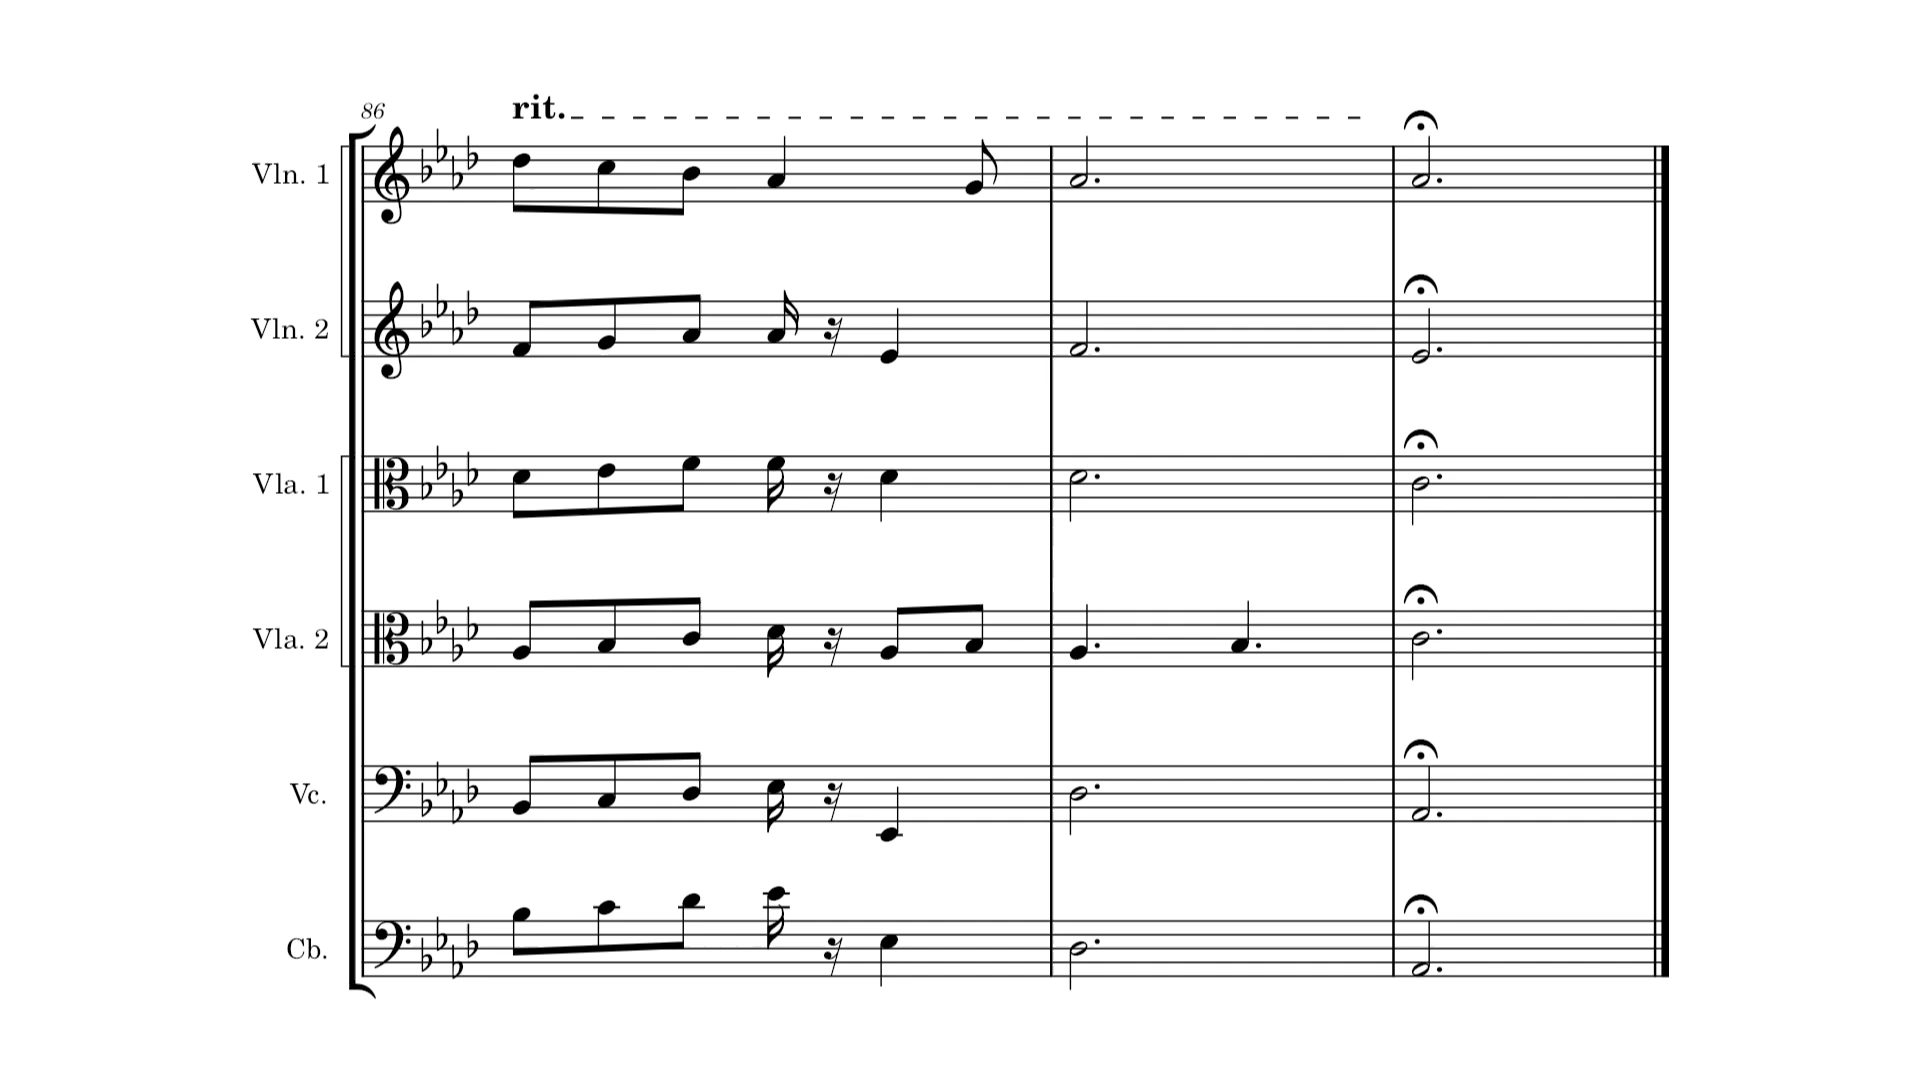 86
rit.
Vln. 1
Vln. 2
Vla. 1
Vla. 2
Vc.
Cb.